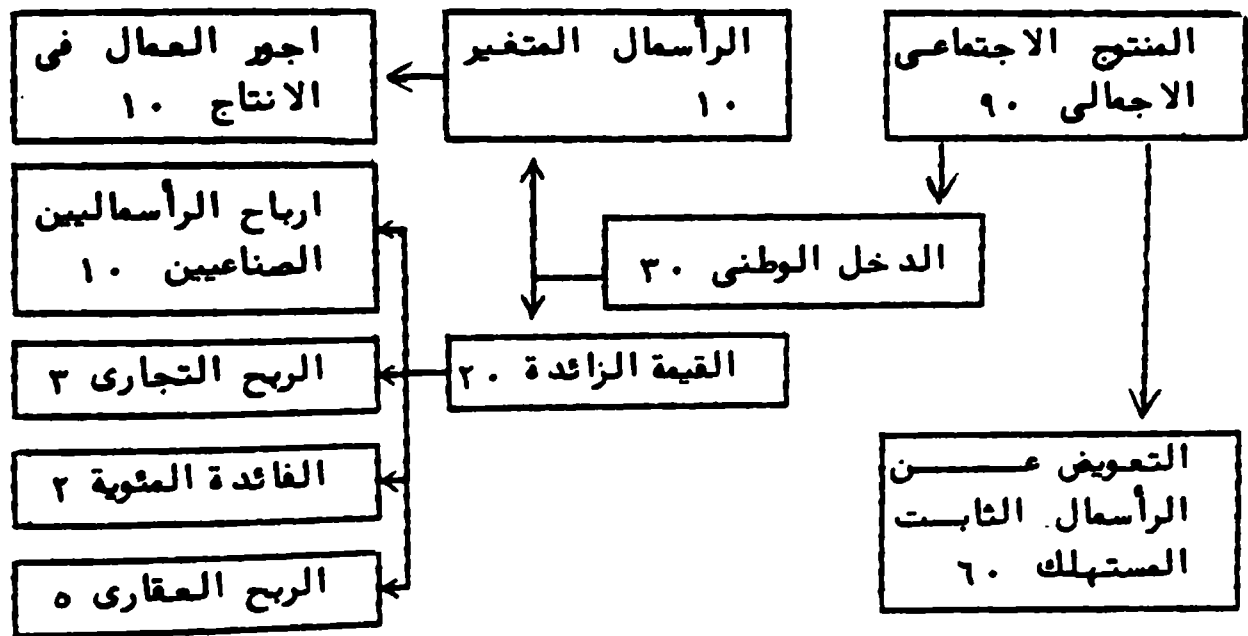 المنتوج الاجتماعى
الاجمالى ٩٠
الرأسمال المتغير
١٠
اجور العمال فى
الانتاج ١٠
الدخل الوطنى ٣٠
ارباح الرأسماليين
الصناعيين ١٠
القيمة الزائدة ٢٠
الربح التجارى ٣
الفائدة المئوية ٢
الربح العقارى ٥
التعويض عن
الرأسمال الثابت
المستهلك ٦٠